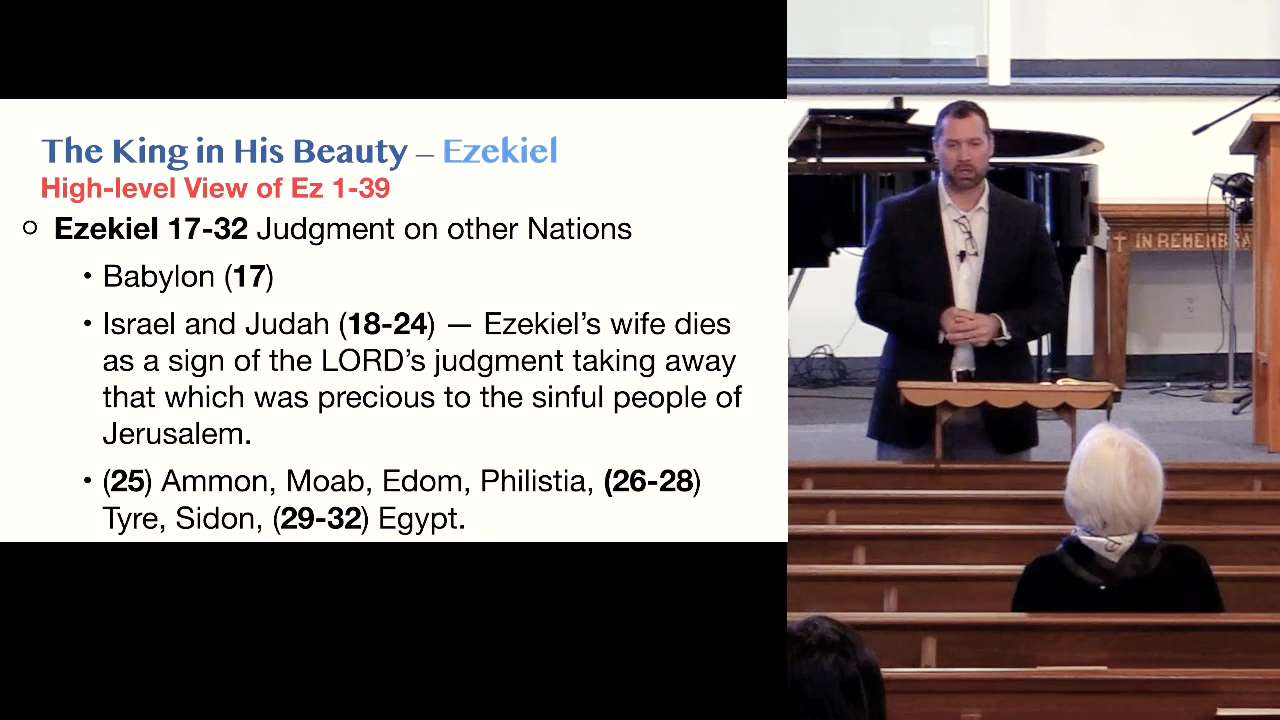 The King in His Beauty – Ezekiel
High-level View of Ez 1-39
Ezekiel 17-32 Judgment on other Nations
• Babylon (17)
• Israel and Judah (18-24) — Ezekiel's wife dies
as a sign of the LORD's judgment taking away
that which was precious to the sinful people of
Jerusalem.
• (25) Ammon, Moab, Edom, Philistia, (26-28)
Tyre, Sidon, (29-32) Egypt.
IN REMEMBRA